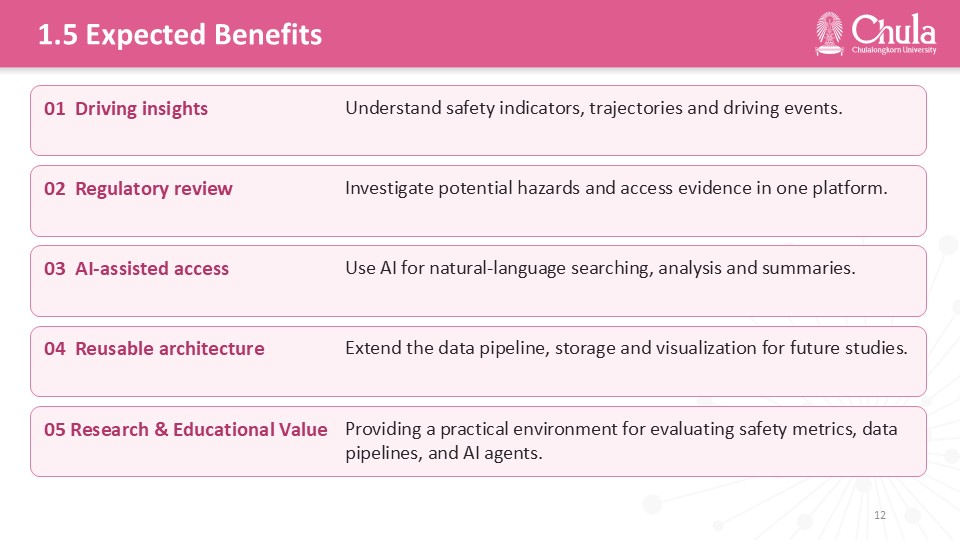 1.5 Expected Benefits
Chula
Chulalongkorn University
01 Driving insights
Understand safety indicators, trajectories and driving events.
02 Regulatory review
Investigate potential hazards and access evidence in one platform.
03 AI-assisted access
Use AI for natural-language searching, analysis and summaries.
04 Reusable architecture
Extend the data pipeline, storage and visualization for future studies.
05 Research & Educational Value
Providing a practical environment for evaluating safety metrics, data
pipelines, and AI agents.
12